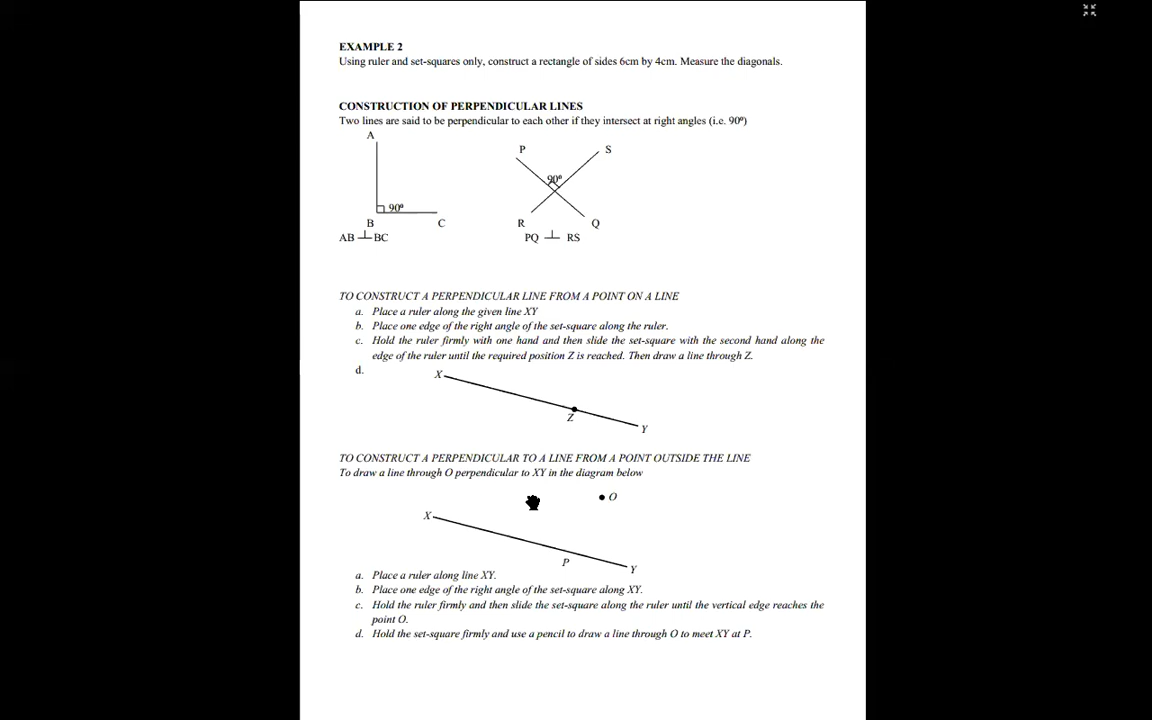 EXAMPLE 2
Using ruler and set-squares only, construct a rectangle of sides 6cm by 4cm. Measure the diagonals.
CONSTRUCTION OF PERPENDICULAR LINES
Two lines are said to be perpendicular to each other if they intersect at right angles (i.e. 90º)
A
P S
90º
90º
B C R Q
AB ⊥ BC PQ ⊥ RS
TO CONSTRUCT A PERPENDICULAR LINE FROM A POINT ON A LINE
a. Place a ruler along the given line XY
b. Place one edge of the right angle of the set-square along the ruler.
c. Hold the ruler firmly with one hand and then slide the set-square with the second hand along the
edge of the ruler until the required position Z is reached. Then draw a line through Z.
d.
X
Z
Y
TO CONSTRUCT A PERPENDICULAR TO A LINE FROM A POINT OUTSIDE THE LINE
To draw a line through O perpendicular to XY in the diagram below
O
X
P
Y
a. Place a ruler along line XY.
b. Place one edge of the right angle of the set-square along XY.
c. Hold the ruler firmly and then slide the set-square along the ruler until the vertical edge reaches the
point O.
d. Hold the set-square firmly and use a pencil to draw a line through O to meet XY at P.